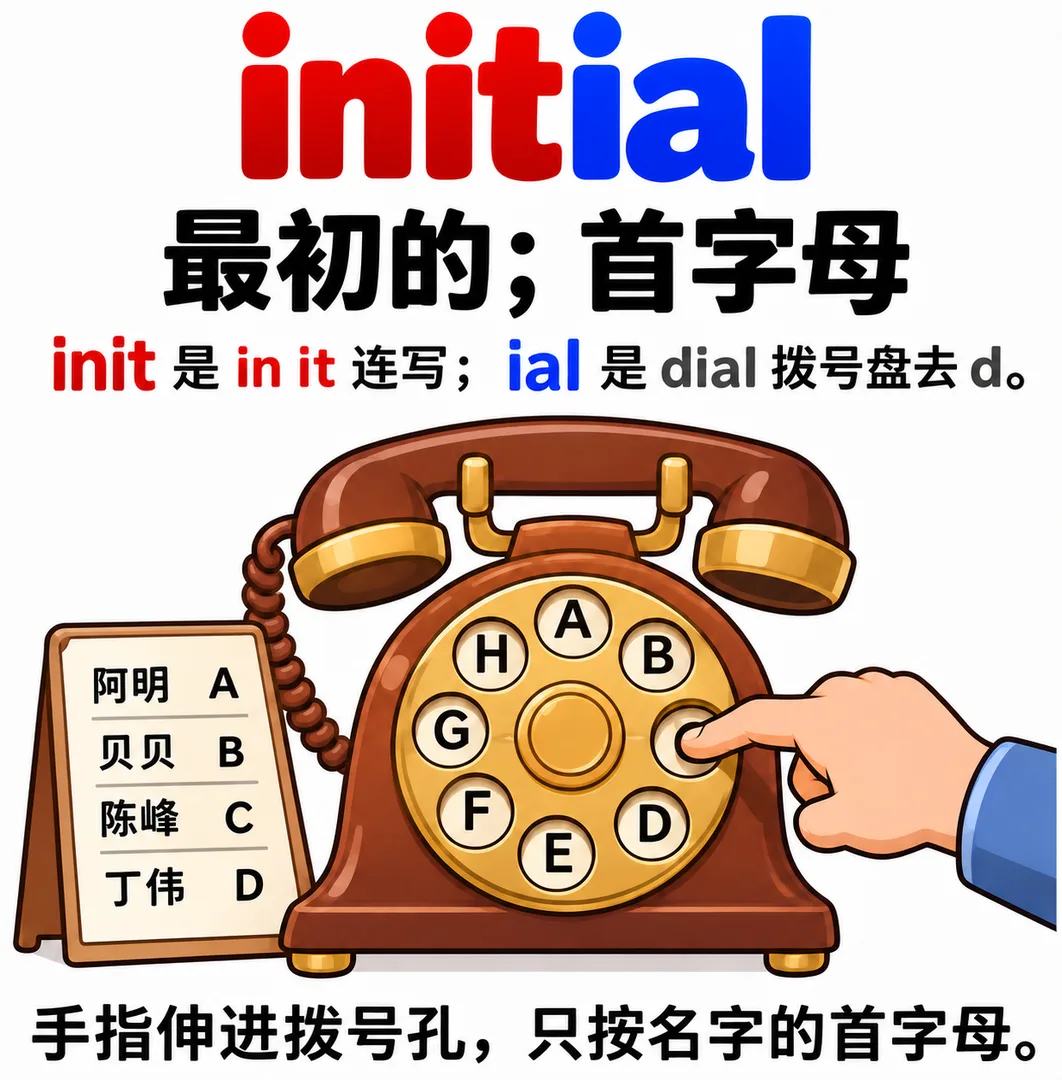 initial
最初的；首字母
init 是 in it 连写； ial 是 dial 拨号盘去 d。
阿明 A
贝贝 B
陈峰 C
丁伟 D
A
B
D
E
F
G
H
手指伸进拨号孔，只按名字的首字母。